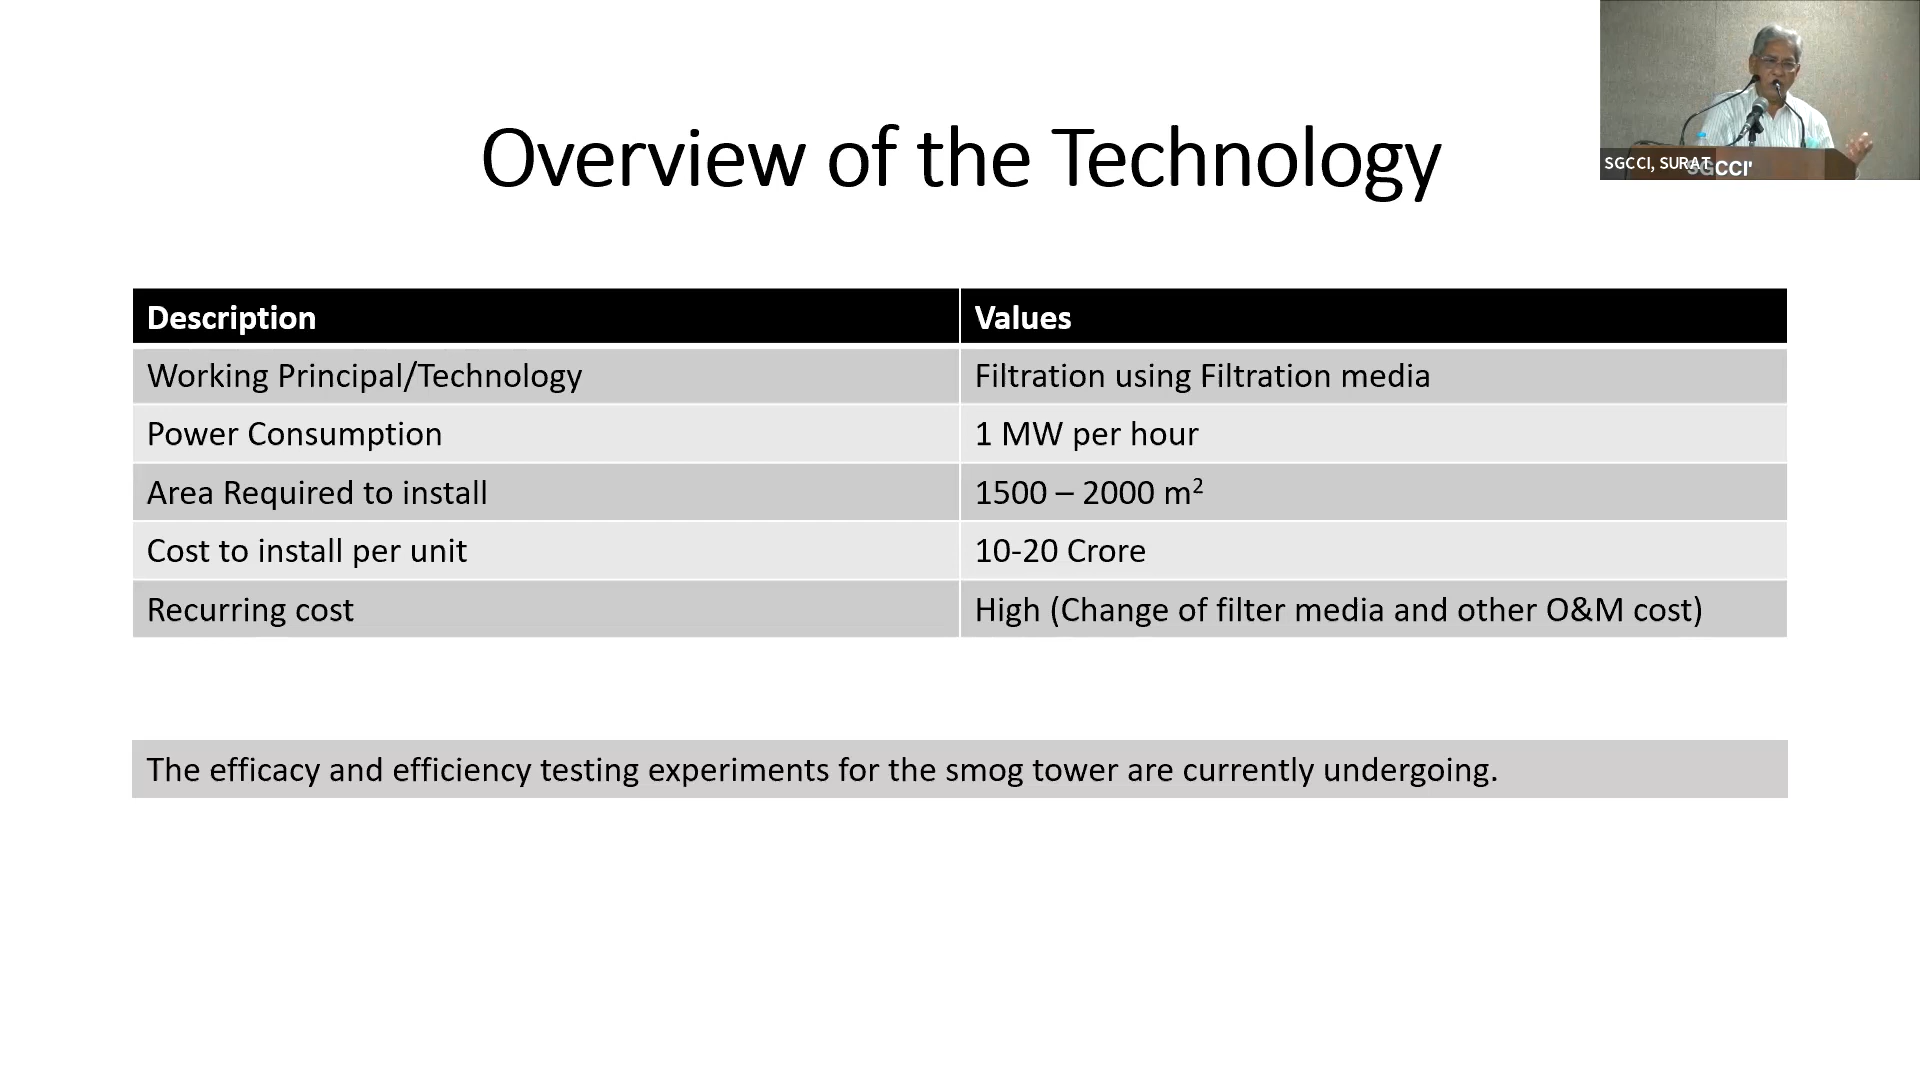 Overview of the Technology
SGCCI, SURAT
SGCCI
Description Values
Working Principal/Technology Filtration using Filtration media
Power Consumption 1 MW per hour
Area Required to install 1500 – 2000 m²
Cost to install per unit 10-20 Crore
Recurring cost High (Change of filter media and other O&M cost)
The efficacy and efficiency testing experiments for the smog tower are currently undergoing.